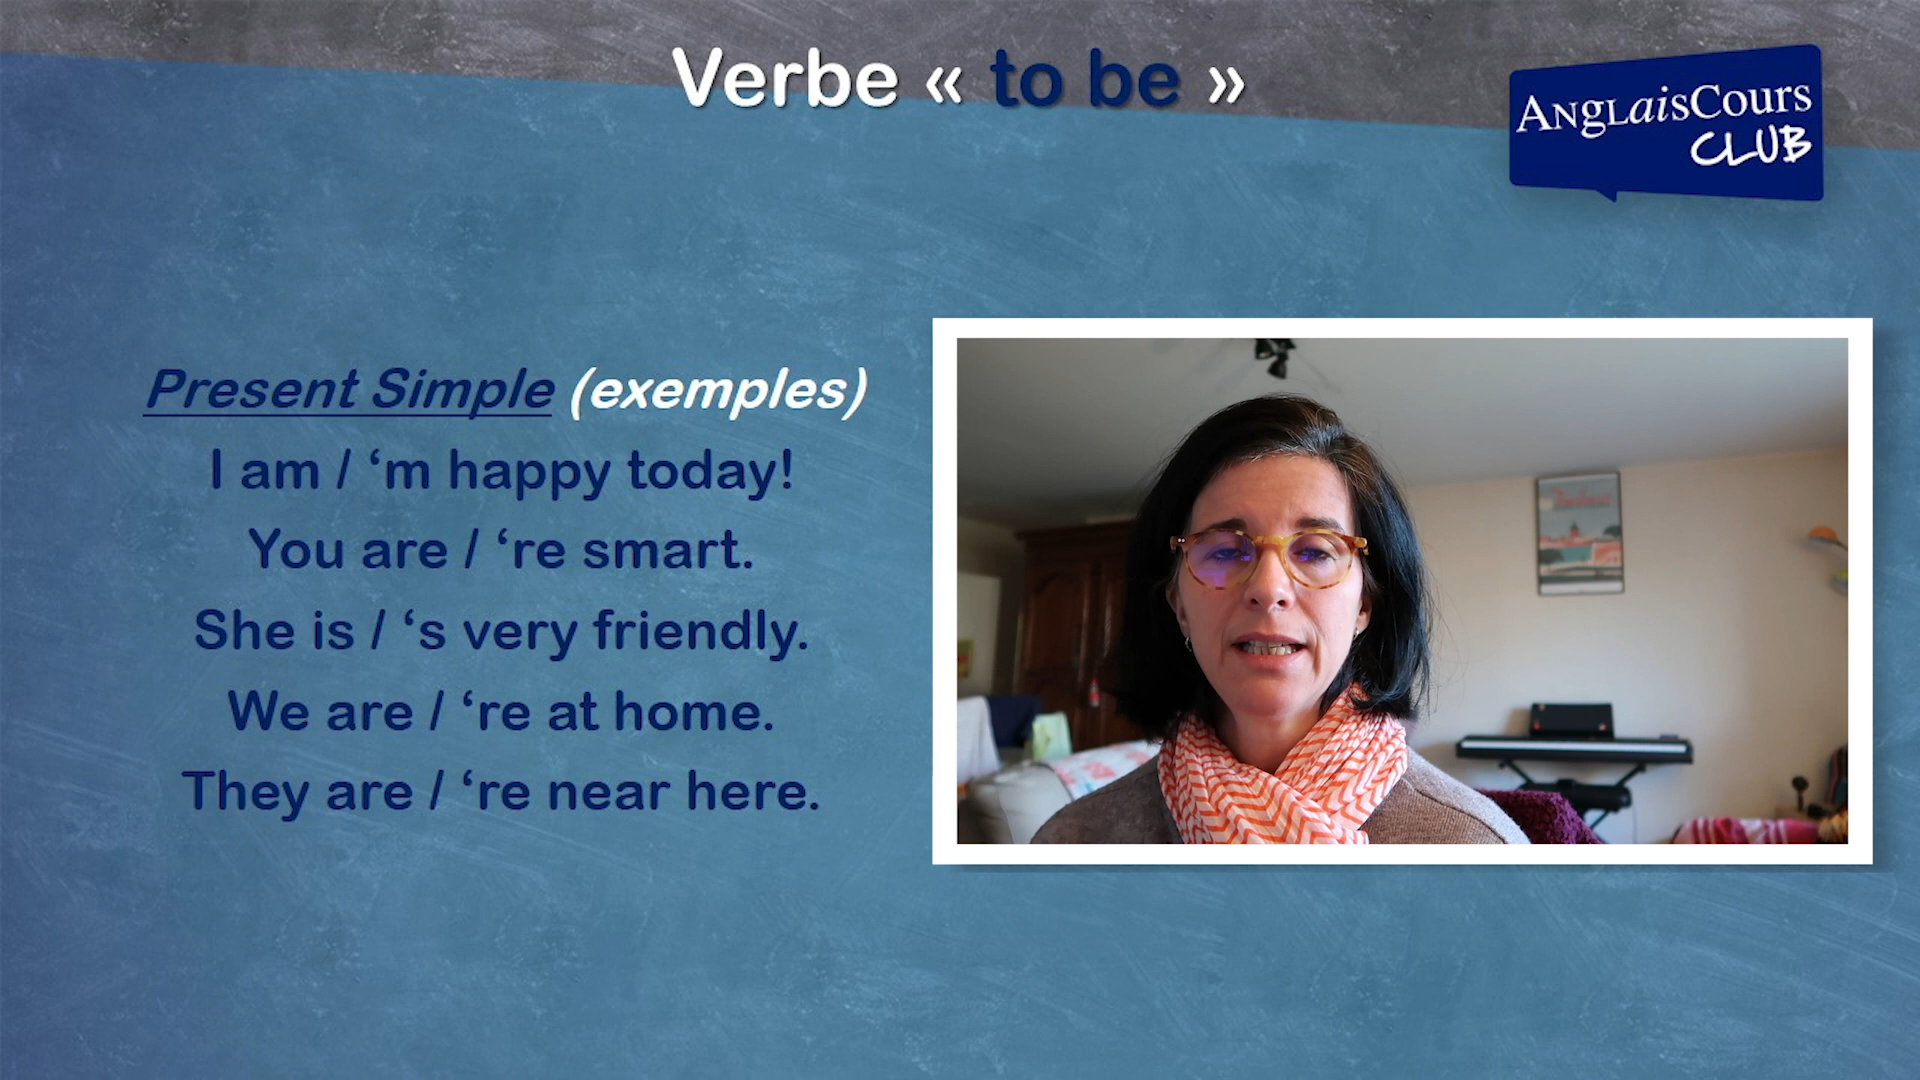 Verbe « to be »
ANgLaisCours
CLUB
Present Simple (exemples)
I am / ‘m happy today!
You are / ‘re smart.
She is / ‘s very friendly.
We are / ‘re at home.
They are / ‘re near here.